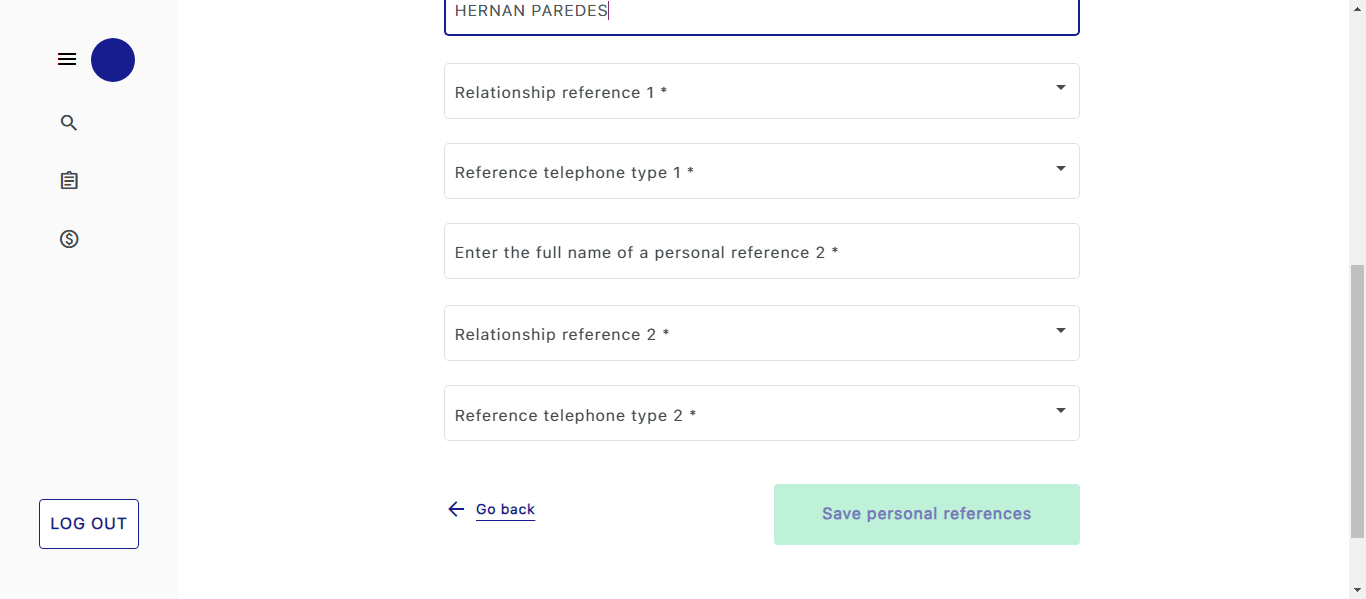 HERNAN PAREDES
Relationship reference 1 *
Reference telephone type 1 *
Enter the full name of a personal reference 2 *
Relationship reference 2 *
Reference telephone type 2 *
Go back
Save personal references
LOG OUT